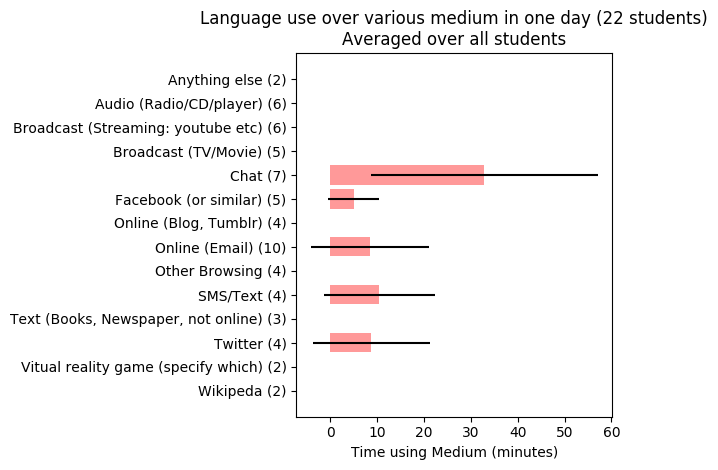 Language use over various medium in one day (22 students)
Averaged over all students
Anything else (2)
Audio (Radio/CD/player) (6)
Broadcast (Streaming: youtube etc) (6)
Broadcast (TV/Movie) (5)
Chat (7)
Facebook (or similar) (5)
Online (Blog, Tumblr) (4)
Online (Email) (10)
Other Browsing (4)
SMS/Text (4)
Text (Books, Newspaper, not online) (3)
Twitter (4)
Vitual reality game (specify which) (2)
Wikipeda (2)
0 10 20 30 40 50 60
Time using Medium (minutes)